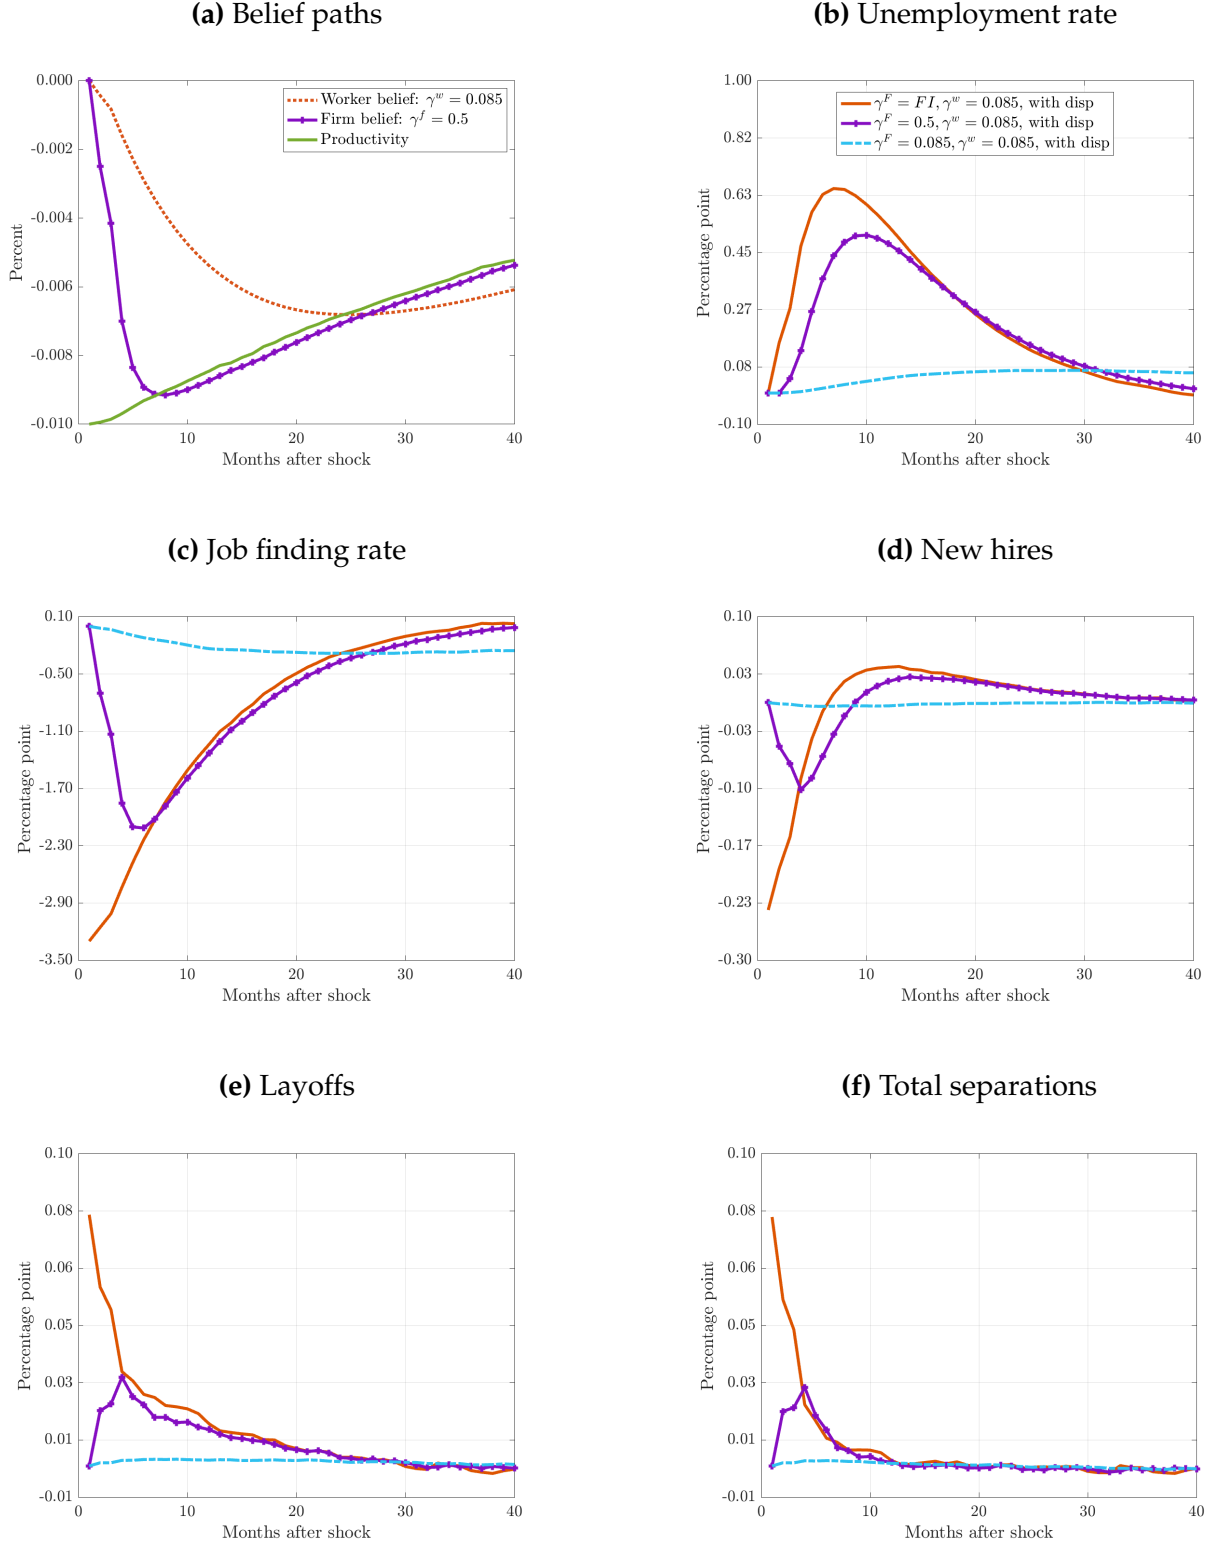 (a) Belief paths
0.000
-0.002
-0.004
-0.006
-0.008
-0.010
Percent
0 10 20 30 40
Months after shock
Worker belief: γ^w = 0.085
Firm belief: γ^f = 0.5
Productivity
(b) Unemployment rate
1.00
0.82
0.63
0.45
0.27
0.08
-0.10
Percentage point
0 10 20 30 40
Months after shock
γ^F = FI, γ^w = 0.085, with disp
γ^F = 0.5, γ^w = 0.085, with disp
γ^F = 0.085, γ^w = 0.085, with disp
(c) Job finding rate
0.10
-0.50
-1.10
-1.70
-2.30
-2.90
-3.50
Percentage point
0 10 20 30 40
Months after shock
(d) New hires
0.10
0.03
-0.03
-0.10
-0.17
-0.23
-0.30
Percentage point
0 10 20 30 40
Months after shock
(e) Layoffs
0.10
0.08
0.06
0.05
0.03
0.01
-0.01
Percentage point
0 10 20 30 40
Months after shock
(f) Total separations
0.10
0.08
0.06
0.05
0.03
0.01
-0.01
Percentage point
0 10 20 30 40
Months after shock